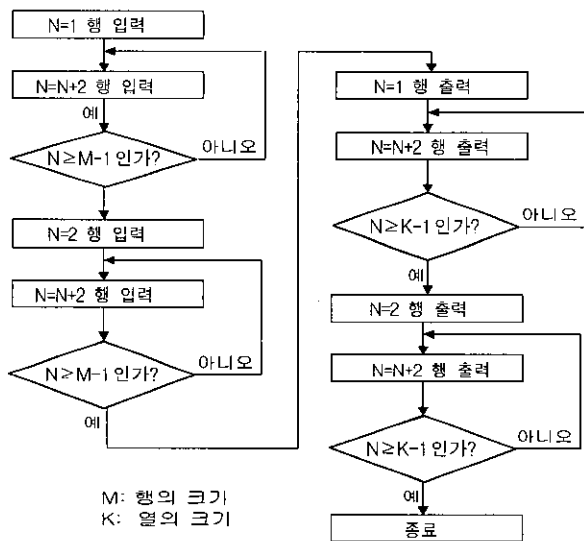 N=1 행 입력
N=N+2 행 입력
예
N≥M-1인가?
아니오
N=2 행 입력
N=N+2 행 입력
N≥M-1인가?
아니오
예
M: 행의 크기
K: 열의 크기
N=1 행 출력
N=N+2 행 출력
N≥K-1인가?
아니오
예
N=2 행 출력
N=N+2 행 출력
N≥K-1인가?
아니오
예
종료